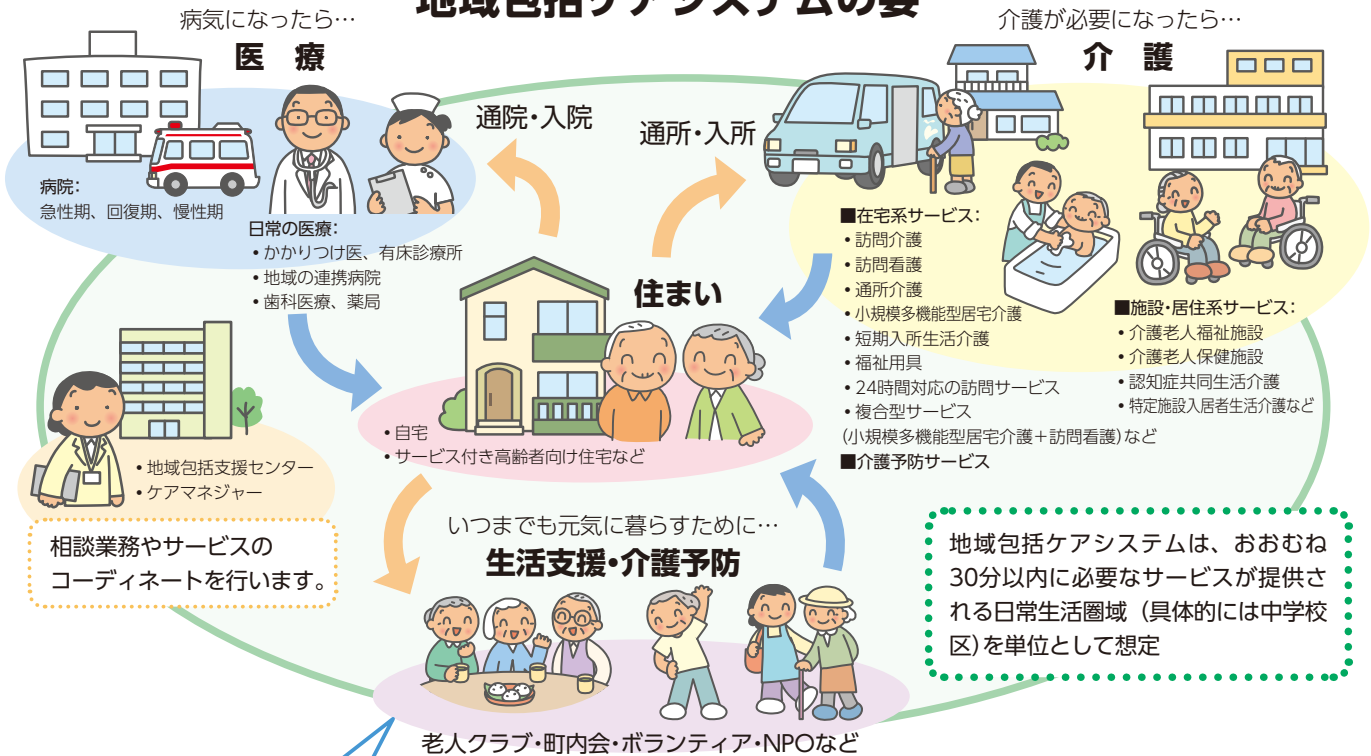 地域包括ケアシステムの姿
病気になったら…
医 療
病院:
急性期、回復期、慢性期
日常の医療:
・かかりつけ医、有床診療所
・地域の連携病院
・歯科医療、薬局
通院・入院
通所・入所
介護が必要になったら…
介 護
■在宅系サービス:
・訪問介護
・訪問看護
・通所介護
・小規模多機能型居宅介護
・短期入所生活介護
・福祉用具
・24時間対応の訪問サービス
・複合型サービス
(小規模多機能型居宅介護+訪問看護)など
■介護予防サービス
■施設・居住系サービス:
・介護老人福祉施設
・介護老人保健施設
・認知症共同生活介護
・特定施設入居者生活介護など
住まい
・自宅
・サービス付き高齢者向け住宅など
・地域包括支援センター
・ケアマネジャー
相談業務やサービスの
コーディネートを行います。
いつまでも元気に暮らすために…
生活支援・介護予防
老人クラブ・町内会・ボランティア・NPOなど
地域包括ケアシステムは、おおむね
30分以内に必要なサービスが提供さ
れる日常生活圏域(具体的には中学校
区)を単位として想定